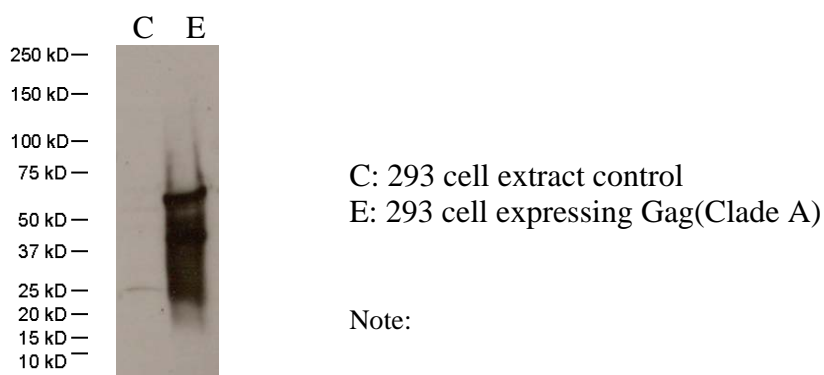 C E
250 kD
150 kD
100 kD
75 kD
50 kD
37 kD
25 kD
20 kD
15 kD
10 kD
C: 293 cell extract control
E: 293 cell expressing Gag(Clade A)
Note: